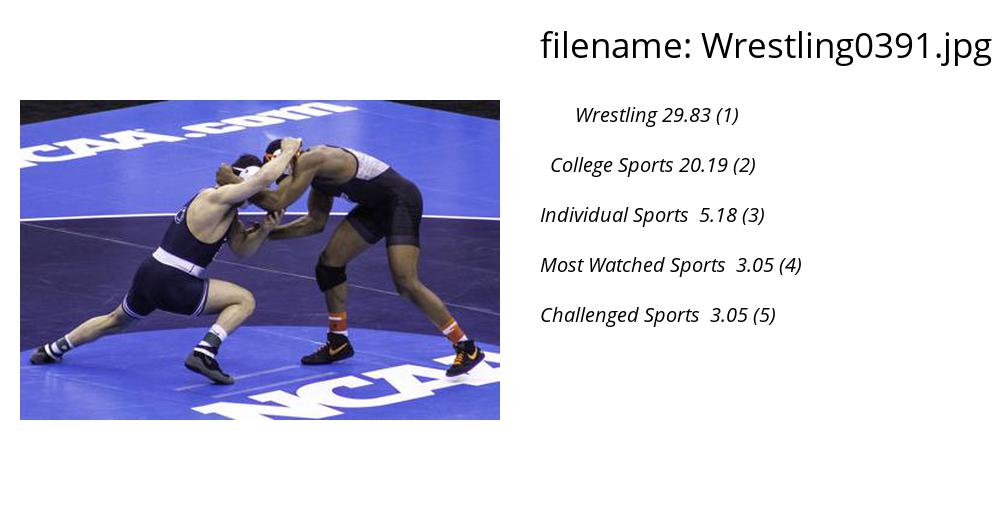 filename: Wrestling0391.jpg
NCAA.com
Wrestling 29.83 (1)
College Sports 20.19 (2)
Individual Sports 5.18 (3)
Most Watched Sports 3.05 (4)
Challenged Sports 3.05 (5)
NCAA